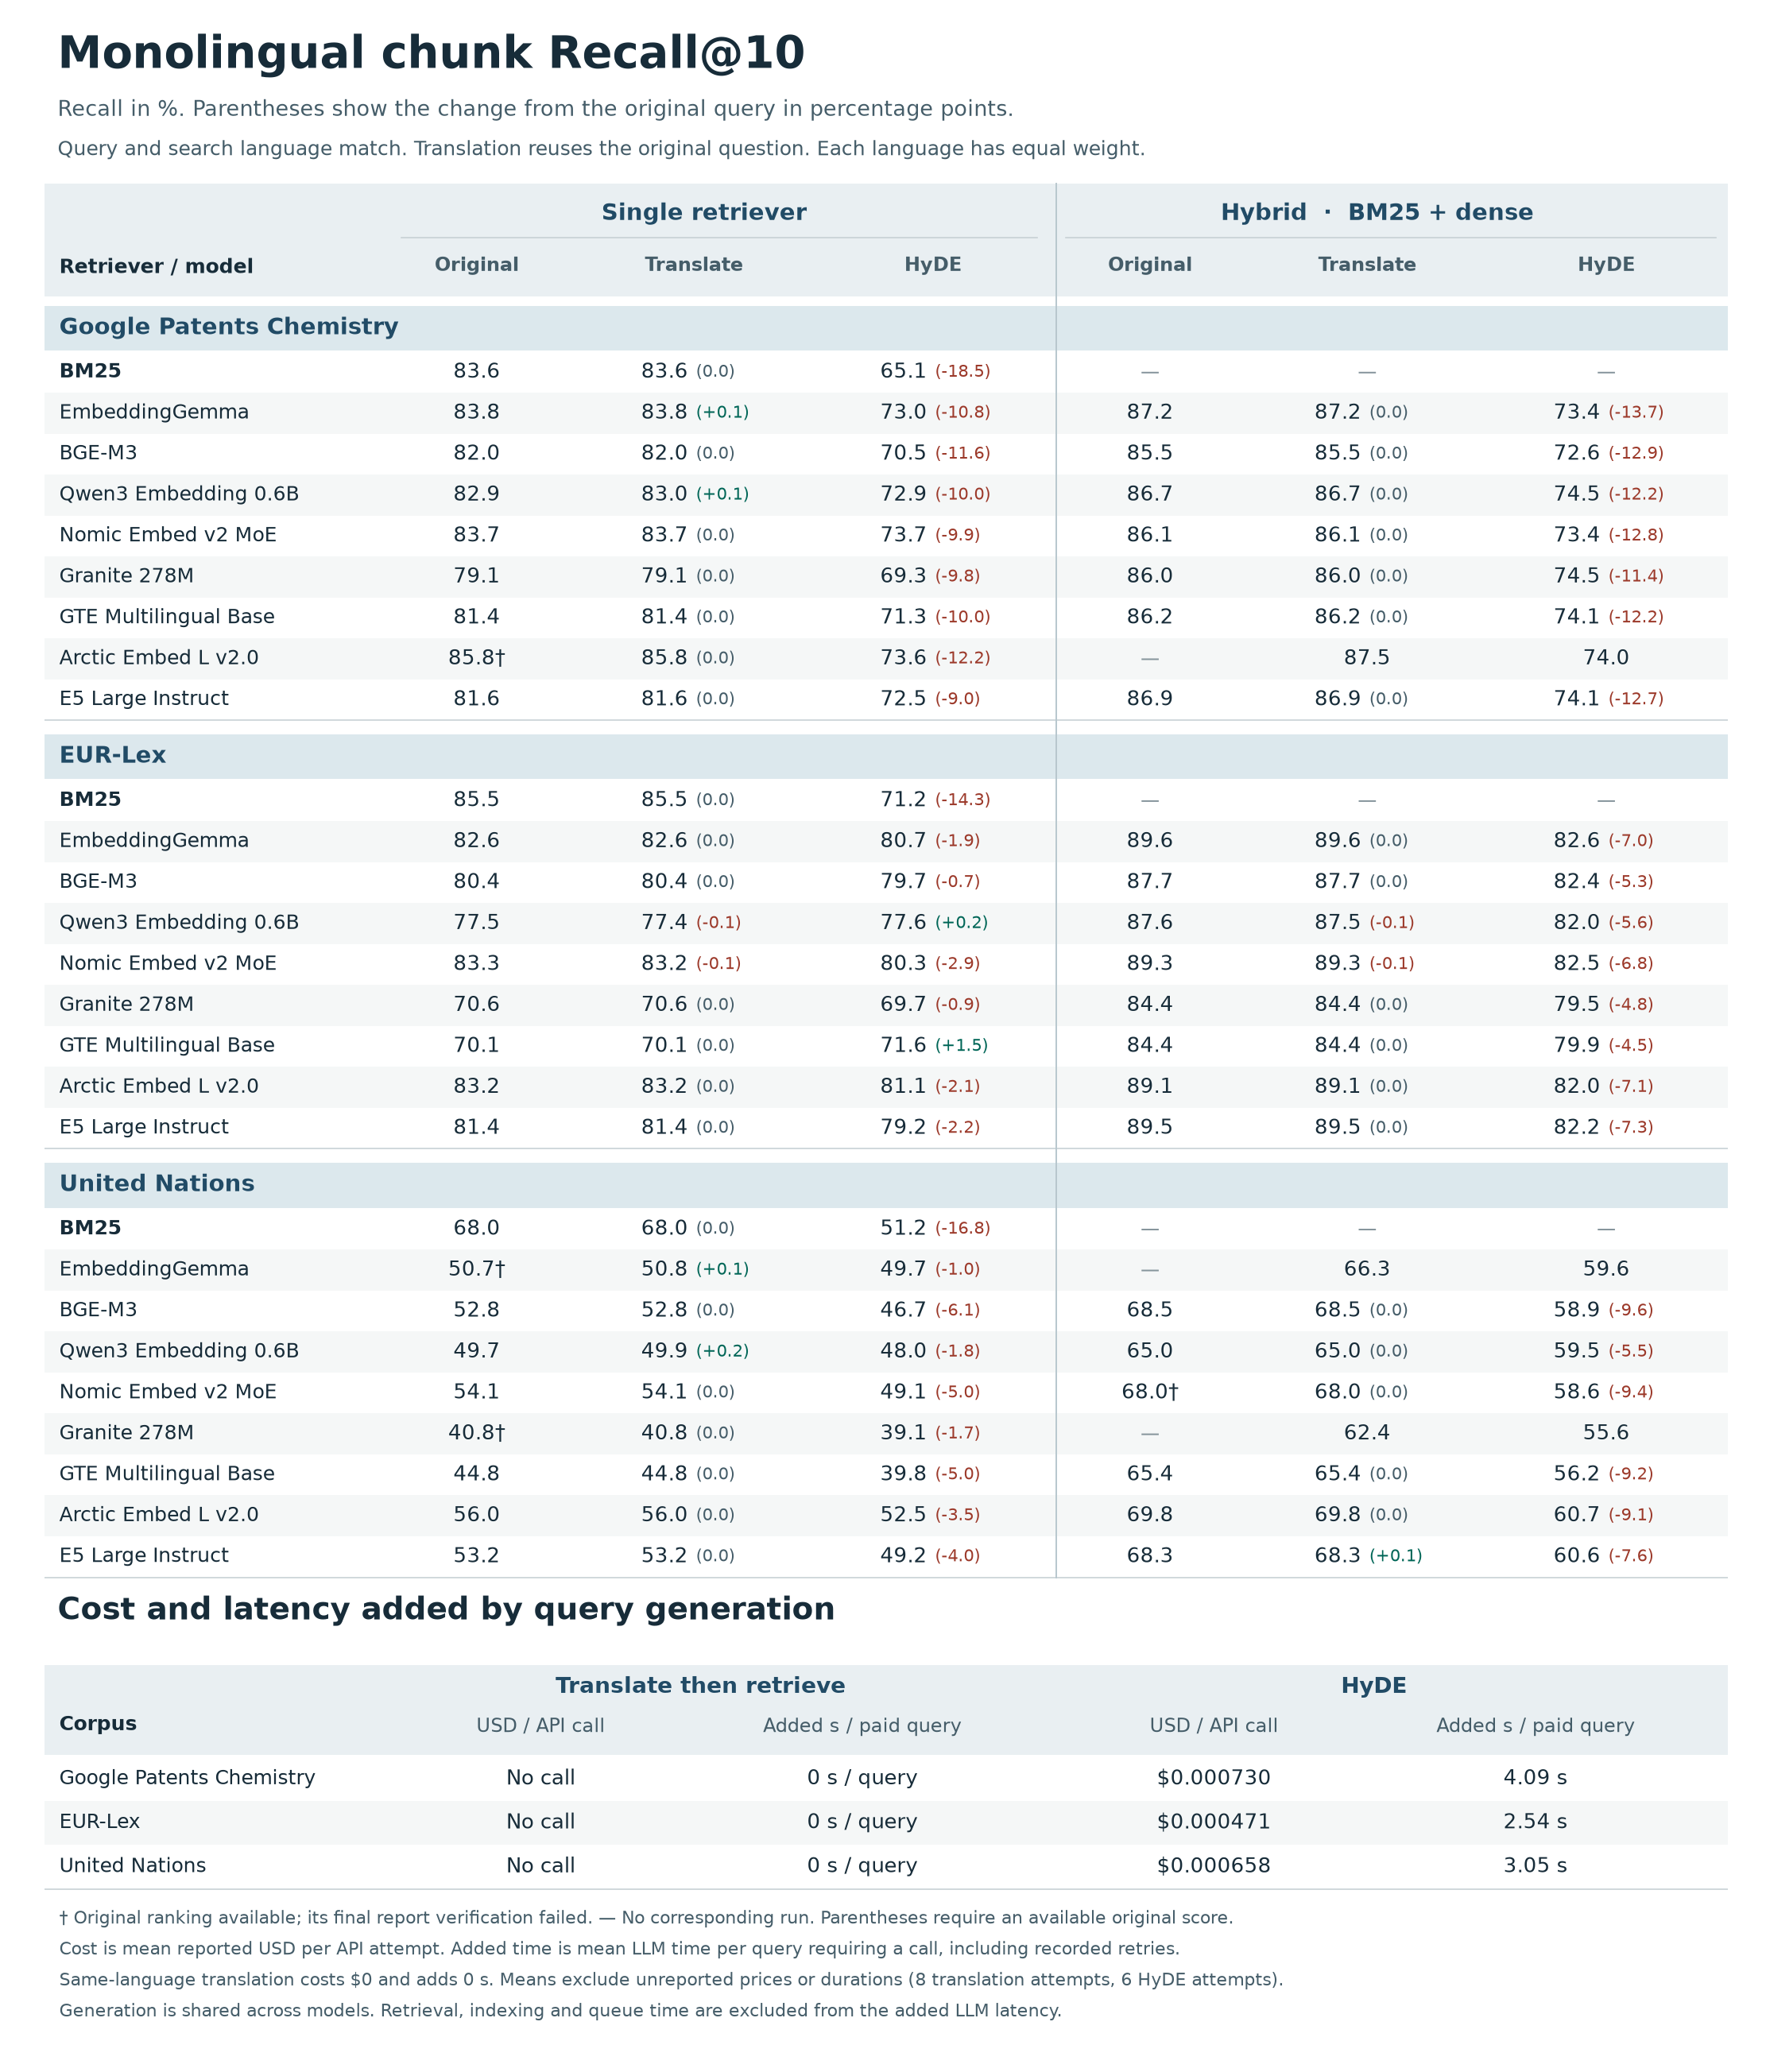 Monolingual chunk Recall@10
Recall in %. Parentheses show the change from the original query in percentage points.
Query and search language match. Translation reuses the original question. Each language has equal weight.
Single retriever Hybrid · BM25 + dense
Retriever / model Original Translate HyDE Original Translate HyDE
Google Patents Chemistry
BM25 83.6 83.6 (0.0) 65.1 (-18.5) — — —
EmbeddingGemma 83.8 83.8 (+0.1) 73.0 (-10.8) 87.2 87.2 (0.0) 73.4 (-13.7)
BGE-M3 82.0 82.0 (0.0) 70.5 (-11.6) 85.5 85.5 (0.0) 72.6 (-12.9)
Qwen3 Embedding 0.6B 82.9 83.0 (+0.1) 72.9 (-10.0) 86.7 86.7 (0.0) 74.5 (-12.2)
Nomic Embed v2 MoE 83.7 83.7 (0.0) 73.7 (-9.9) 86.1 86.1 (0.0) 73.4 (-12.8)
Granite 278M 79.1 79.1 (0.0) 69.3 (-9.8) 86.0 86.0 (0.0) 74.5 (-11.4)
GTE Multilingual Base 81.4 81.4 (0.0) 71.3 (-10.0) 86.2 86.2 (0.0) 74.1 (-12.2)
Arctic Embed L v2.0 85.8† 85.8 (0.0) 73.6 (-12.2) — 87.5 74.0
E5 Large Instruct 81.6 81.6 (0.0) 72.5 (-9.0) 86.9 86.9 (0.0) 74.1 (-12.7)
EUR-Lex
BM25 85.5 85.5 (0.0) 71.2 (-14.3) — — —
EmbeddingGemma 82.6 82.6 (0.0) 80.7 (-1.9) 89.6 89.6 (0.0) 82.6 (-7.0)
BGE-M3 80.4 80.4 (0.0) 79.7 (-0.7) 87.7 87.7 (0.0) 82.4 (-5.3)
Qwen3 Embedding 0.6B 77.5 77.4 (-0.1) 77.6 (+0.2) 87.6 87.5 (-0.1) 82.0 (-5.6)
Nomic Embed v2 MoE 83.3 83.2 (-0.1) 80.3 (-2.9) 89.3 89.3 (-0.1) 82.5 (-6.8)
Granite 278M 70.6 70.6 (0.0) 69.7 (-0.9) 84.4 84.4 (0.0) 79.5 (-4.8)
GTE Multilingual Base 70.1 70.1 (0.0) 71.6 (+1.5) 84.4 84.4 (0.0) 79.9 (-4.5)
Arctic Embed L v2.0 83.2 83.2 (0.0) 81.1 (-2.1) 89.1 89.1 (0.0) 82.0 (-7.1)
E5 Large Instruct 81.4 81.4 (0.0) 79.2 (-2.2) 89.5 89.5 (0.0) 82.2 (-7.3)
United Nations
BM25 68.0 68.0 (0.0) 51.2 (-16.8) — — —
EmbeddingGemma 50.7† 50.8 (+0.1) 49.7 (-1.0) — 66.3 59.6
BGE-M3 52.8 52.8 (0.0) 46.7 (-6.1) 68.5 68.5 (0.0) 58.9 (-9.6)
Qwen3 Embedding 0.6B 49.7 49.9 (+0.2) 48.0 (-1.8) 65.0 65.0 (0.0) 59.5 (-5.5)
Nomic Embed v2 MoE 54.1 54.1 (0.0) 49.1 (-5.0) 68.0† 68.0 (0.0) 58.6 (-9.4)
Granite 278M 40.8† 40.8 (0.0) 39.1 (-1.7) — 62.4 55.6
GTE Multilingual Base 44.8 44.8 (0.0) 39.8 (-5.0) 65.4 65.4 (0.0) 56.2 (-9.2)
Arctic Embed L v2.0 56.0 56.0 (0.0) 52.5 (-3.5) 69.8 69.8 (0.0) 60.7 (-9.1)
E5 Large Instruct 53.2 53.2 (0.0) 49.2 (-4.0) 68.3 68.3 (+0.1) 60.6 (-7.6)
Cost and latency added by query generation
Translate then retrieve HyDE
Corpus USD / API call Added s / paid query USD / API call Added s / paid query
Google Patents Chemistry No call 0 s / query $0.000730 4.09 s
EUR-Lex No call 0 s / query $0.000471 2.54 s
United Nations No call 0 s / query $0.000658 3.05 s
† Original ranking available; its final report verification failed. — No corresponding run. Parentheses require an available original score.
Cost is mean reported USD per API attempt. Added time is mean LLM time per query requiring a call, including recorded retries.
Same-language translation costs $0 and adds 0 s. Means exclude unreported prices or durations (8 translation attempts, 6 HyDE attempts).
Generation is shared across models. Retrieval, indexing and queue time are excluded from the added LLM latency.